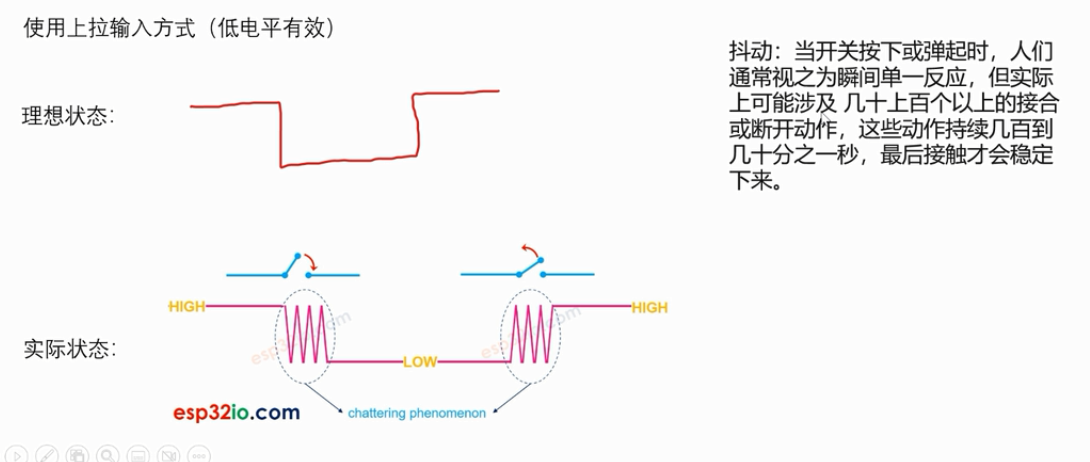 使用上拉输入方式（低电平有效）
抖动：当开关按下或弹起时，人们
通常视之为瞬间单一反应，但实际
上可能涉及 几十上百个以上的接合
或断开动作，这些动作持续几百到
几十分之一秒，最后接触才会稳定
下来。
理想状态：
HIGH
HIGH
esp32io.com
esp32io.com
实际状态：
LOW
esp32io.com
chattering phenomenon